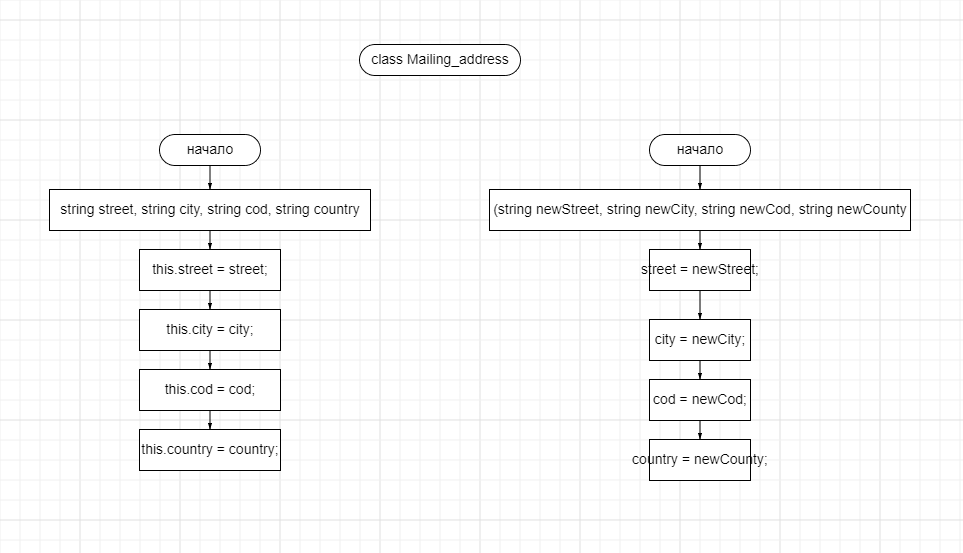 class Mailing_address
начало
string street, string city, string cod, string country
this.street = street;
this.city = city;
this.cod = cod;
this.country = country;
начало
(string newStreet, string newCity, string newCod, string newCounty
street = newStreet;
city = newCity;
cod = newCod;
country = newCounty;